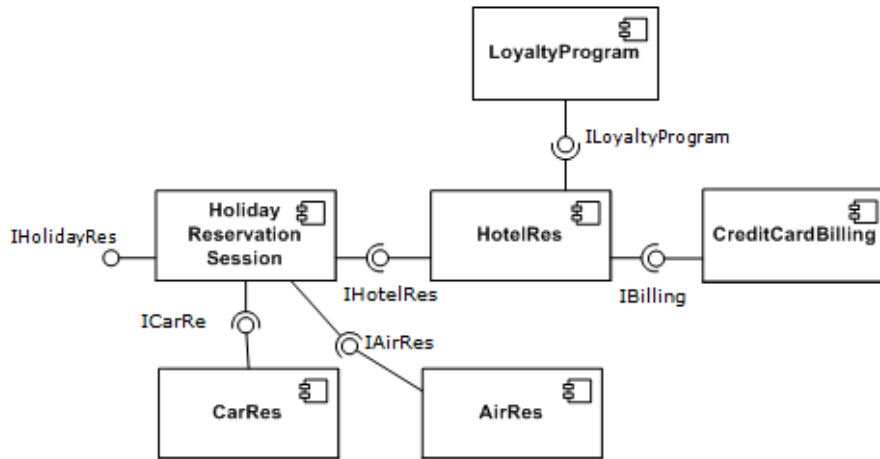 LoyaltyProgram
ILoyaltyProgram
Holiday
Reservation
Session
IHolidayRes
HotelRes
CreditCardBilling
IHotelRes
IBilling
ICarRe
IAirRes
CarRes
AirRes